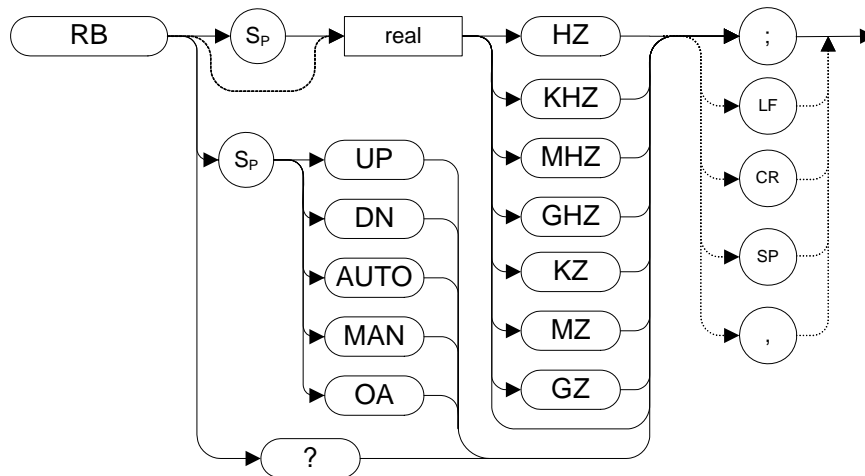 RB
SP
real
HZ
;
KHZ
LF
SP
UP
MHZ
CR
DN
GHZ
AUTO
KZ
SP
MAN
MZ
,
OA
GZ
?